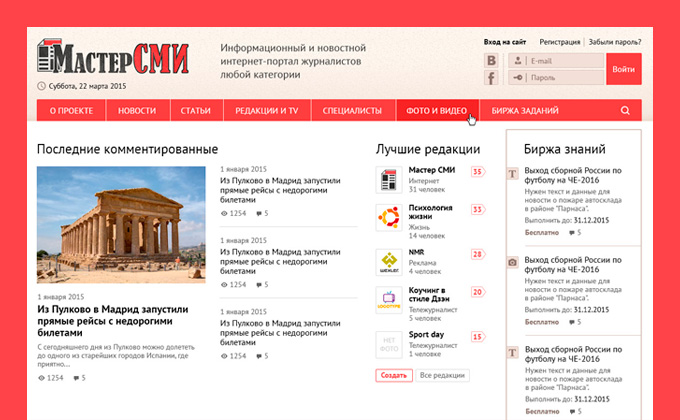 МастерСМИ
Суббота, 22 марта 2015
Информационный и новостной
интернет-портал журналистов
любой категории
Вход на сайт
Регистрация
Забыли пароль?
E-mail
Пароль
Войти
О ПРОЕКТЕ
НОВОСТИ
СТАТЬИ
РЕДАКЦИИ И TV
СПЕЦИАЛИСТЫ
ФОТО И ВИДЕО
БИРЖА ЗАДАНИЙ
Последние комментированные
1 января 2015
Из Пулково в Мадрид запустили
прямые рейсы с недорогими
билетами
С сегодняшнего дня из Пулково можно долететь
до одного из старейших городов Испании, где
приятно...
1254 5
1 января 2015
Из Пулково в Мадрид запустили
прямые рейсы с недорогими
билетами
1254 5
1 января 2015
Из Пулково в Мадрид запустили
прямые рейсы с недорогими
билетами
1254 5
1 января 2015
Из Пулково в Мадрид запустили
прямые рейсы с недорогими
билетами
1254 5
Лучшие редакции
Мастер СМИ
35
Интернет
31 человек
Психология
жизни
33
Жизнь
14 человек
NMR
28
Реклама
4 человек
Коучинг в
стиле Дзэн
20
Тележурналист
5 человек
НЕТ
ФОТО
Sport day
15
Тележурналист
1 человек
Создать
Все редакции
Биржа знаний
T
Выход сборной России по
футболу на ЧЕ-2016
Нужен текст и данные для
новости о пожаре автосклада
в районе "Парнаса".
Выполнить до: 31.12.2015
Бесплатно 5
Выход сборной России по
футболу на ЧЕ-2016
Нужен текст и данные для
новости о пожаре автосклада
в районе "Парнаса".
Выполнить до: 31.12.2015
Бесплатно 5
T
Выход сборной России по
футболу на ЧЕ-2016
Нужен текст и данные для
новости о пожаре автосклада
в районе "Парнаса".
Выполнить до: 31.12.2015
Бесплатно 5